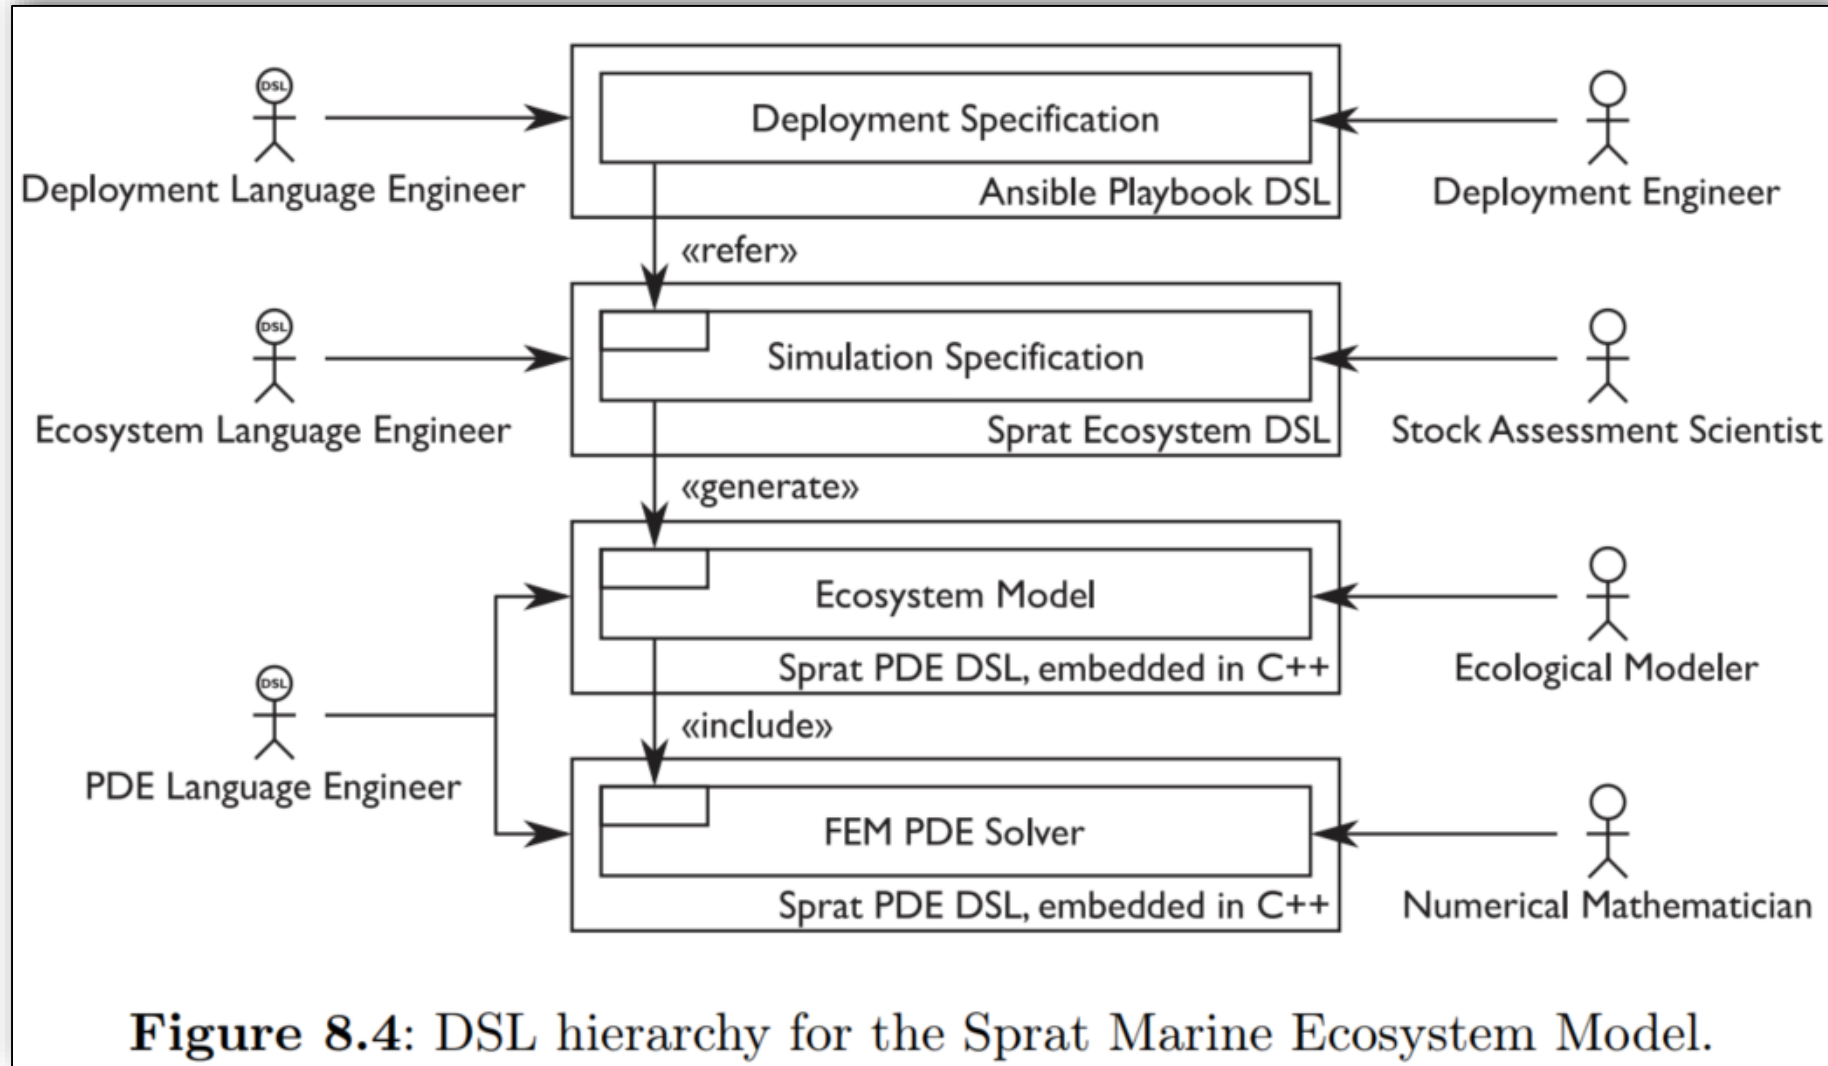 DSL
Deployment Specification
Deployment Language Engineer
Ansible Playbook DSL
Deployment Engineer
«refer»
DSL
Simulation Specification
Ecosystem Language Engineer
Sprat Ecosystem DSL
Stock Assessment Scientist
«generate»
Ecosystem Model
Sprat PDE DSL, embedded in C++
Ecological Modeler
DSL
«include»
PDE Language Engineer
FEM PDE Solver
Sprat PDE DSL, embedded in C++
Numerical Mathematician
Figure 8.4: DSL hierarchy for the Sprat Marine Ecosystem Model.